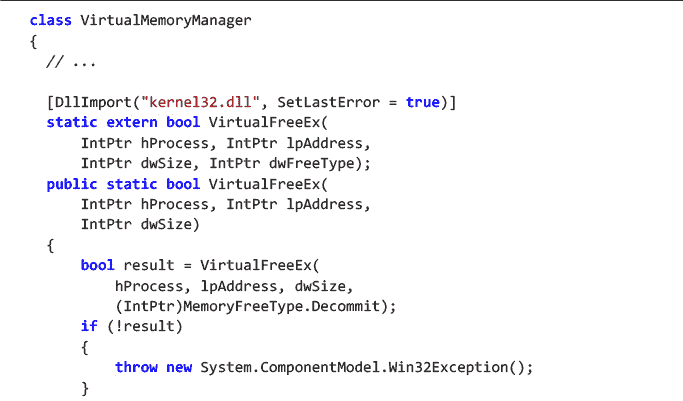 class VirtualMemoryManager
{
  // ...

  [DllImport("kernel32.dll", SetLastError = true)]
  static extern bool VirtualFreeEx(
      IntPtr hProcess, IntPtr lpAddress,
      IntPtr dwSize, IntPtr dwFreeType);
  public static bool VirtualFreeEx(
      IntPtr hProcess, IntPtr lpAddress,
      IntPtr dwSize)
  {
      bool result = VirtualFreeEx(
          hProcess, lpAddress, dwSize,
          (IntPtr)MemoryFreeType.Decommit);
      if (!result)
      {
          throw new System.ComponentModel.Win32Exception();
      }